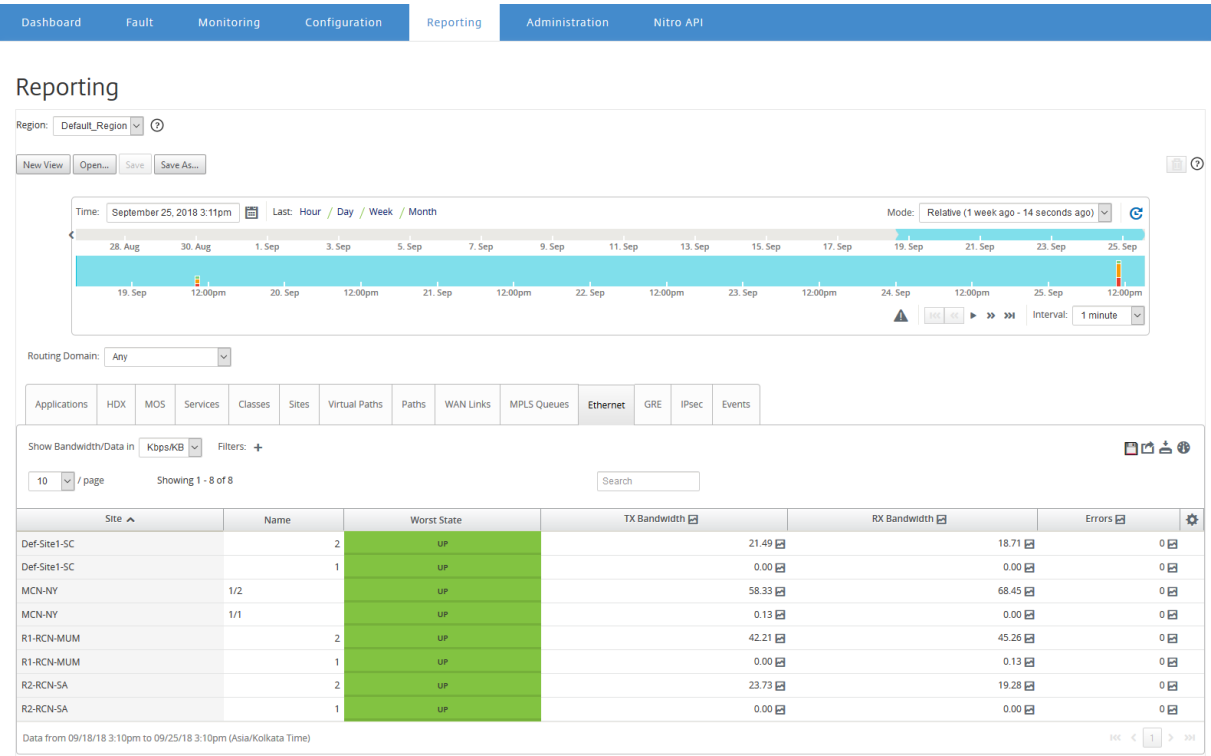 Dashboard Fault Monitoring Configuration Reporting Administration Nitro API
Reporting
Region: Default_Region ?
New View Open... Save Save As... ?
Time: September 25, 2018 3:11pm Last: Hour / Day / Week / Month Mode: Relative (1 week ago - 14 seconds ago)
28. Aug 30. Aug 1. Sep 3. Sep 5. Sep 7. Sep 9. Sep 11. Sep 13. Sep 15. Sep 17. Sep 19. Sep 21. Sep 23. Sep 25. Sep
19. Sep 12:00pm 20. Sep 12:00pm 21. Sep 12:00pm 22. Sep 12:00pm 23. Sep 12:00pm 24. Sep 12:00pm 25. Sep 12:00pm
Interval: 1 minute
Routing Domain: Any
Applications HDX MOS Services Classes Sites Virtual Paths Paths WAN Links MPLS Queues Ethernet GRE IPsec Events
Show Bandwidth/Data in Kbps/KB Filters: +
10 / page Showing 1 - 8 of 8 Search
Site Name Worst State TX Bandwidth RX Bandwidth Errors
Def-Site1-SC 2 UP 21.49 18.71 0
Def-Site1-SC 1 UP 0.00 0.00 0
MCN-NY 1/2 UP 58.33 68.45 0
MCN-NY 1/1 UP 0.13 0.00 0
R1-RCN-MUM 2 UP 42.21 45.26 0
R1-RCN-MUM 1 UP 0.00 0.13 0
R2-RCN-SA 2 UP 23.73 19.28 0
R2-RCN-SA 1 UP 0.00 0.00 0
Data from 09/18/18 3:10pm to 09/25/18 3:10pm (Asia/Kolkata Time) 1